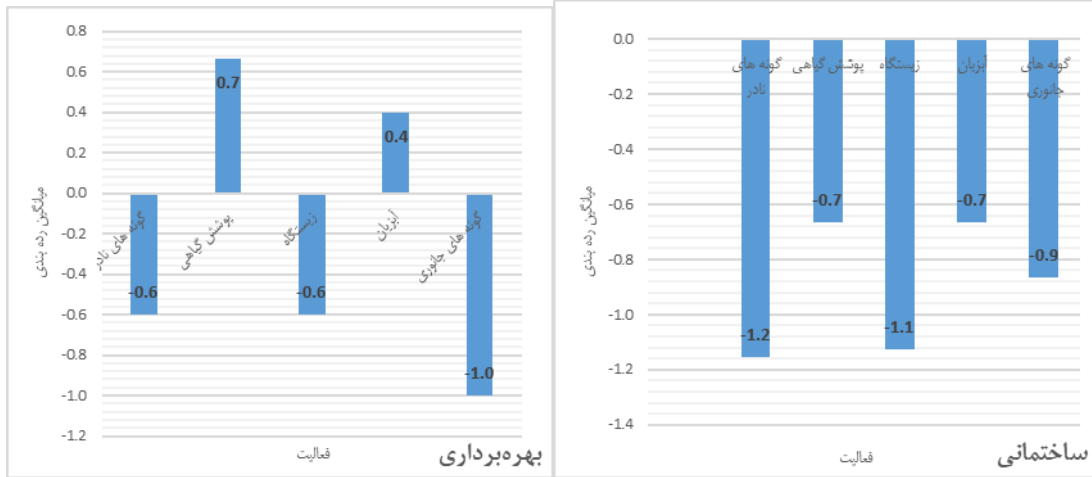 0.8
0.6
0.4
0.2
0.0
-0.2
-0.4
-0.6
-0.8
-1.0
-1.2
میانگین رده بندی
-0.6
0.7
-0.6
0.4
-1.0
گونه های نادر
پوشش گیاهی
زیستگاه
آبزیان
گونه های جانوری
فعالیت
بهره‌برداری
0.0
-0.2
-0.4
-0.6
-0.8
-1.0
-1.2
-1.4
میانگین رده بندی
گونه های
نادر
پوشش گیاهی
زیستگاه
آبزیان
گونه های
جانوری
-1.2
-0.7
-1.1
-0.7
-0.9
فعالیت
ساختمانی